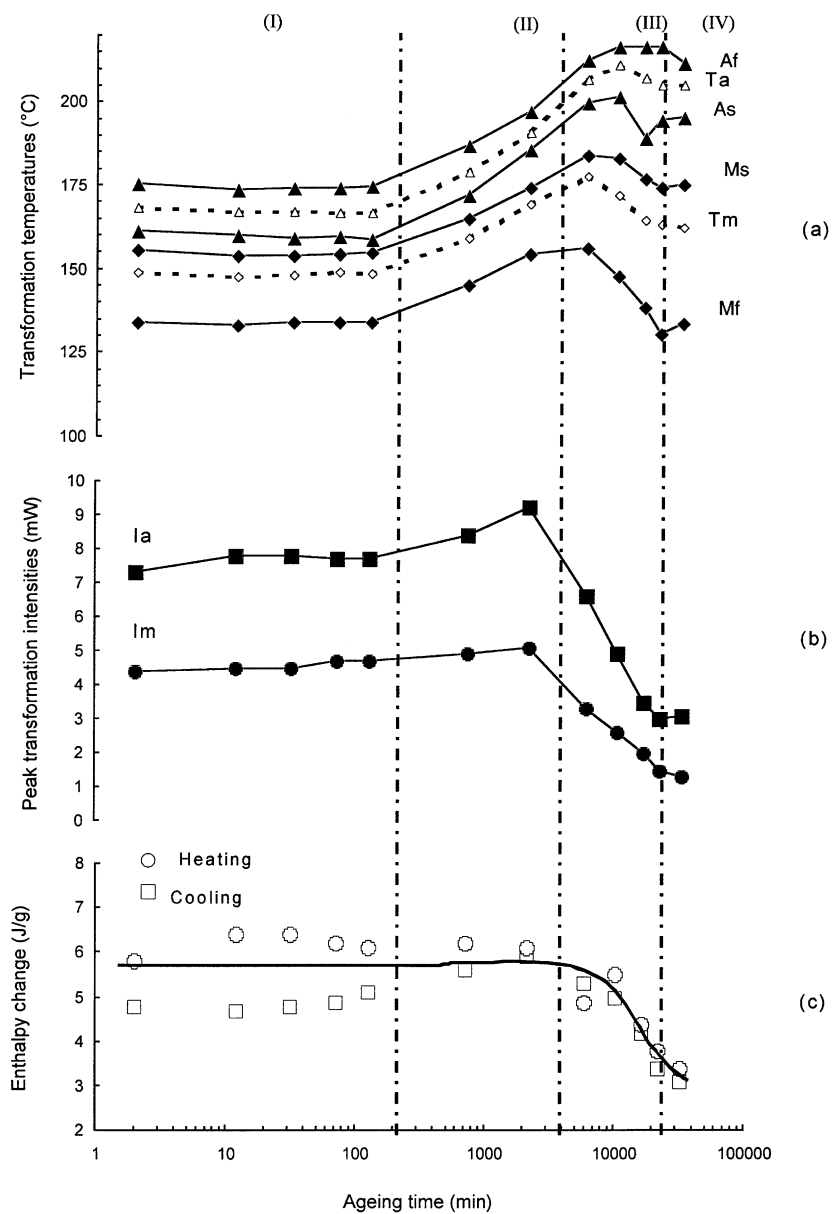 (I) (II) (III) (IV)
Transformation temperatures (°C)
200
175
150
125
100
Af
Ta
As
Ms
Tm
Mf
(a)
Peak transformation intensities (mW)
10
9
8
7
6
5
4
3
2
1
0
Ia
Im
(b)
Enthalpy change (J/g)
8
7
6
5
4
3
2
Heating
Cooling
(c)
1 10 100 1000 10000 100000
Ageing time (min)